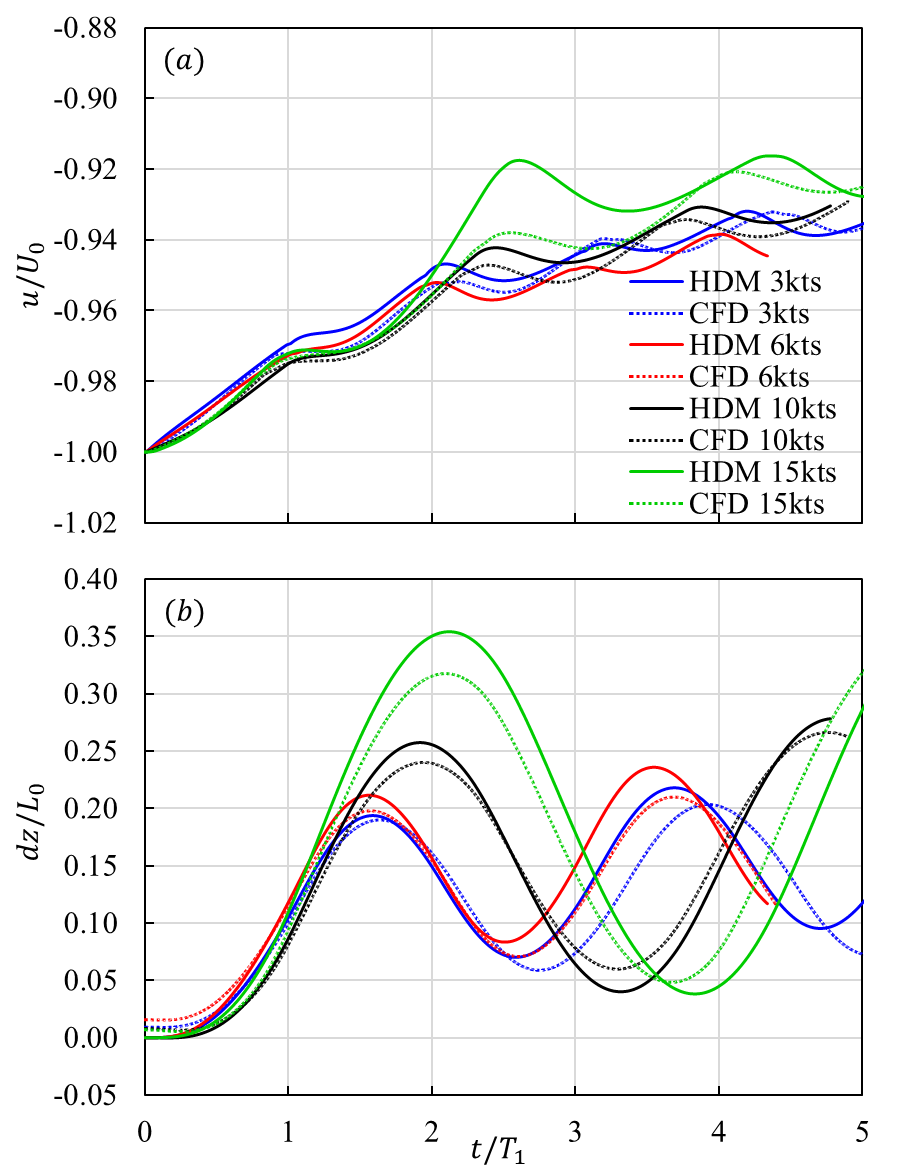 -0.88
(a)
-0.90
-0.92
-0.94
u/U₀
-0.96
-0.98
-1.00
-1.02
HDM 3kts
CFD 3kts
HDM 6kts
CFD 6kts
HDM 10kts
CFD 10kts
HDM 15kts
CFD 15kts
0.40
(b)
0.35
0.30
0.25
0.20
dz/L₀
0.15
0.10
0.05
0.00
-0.05
0 1 2 3 4 5
t/T₁